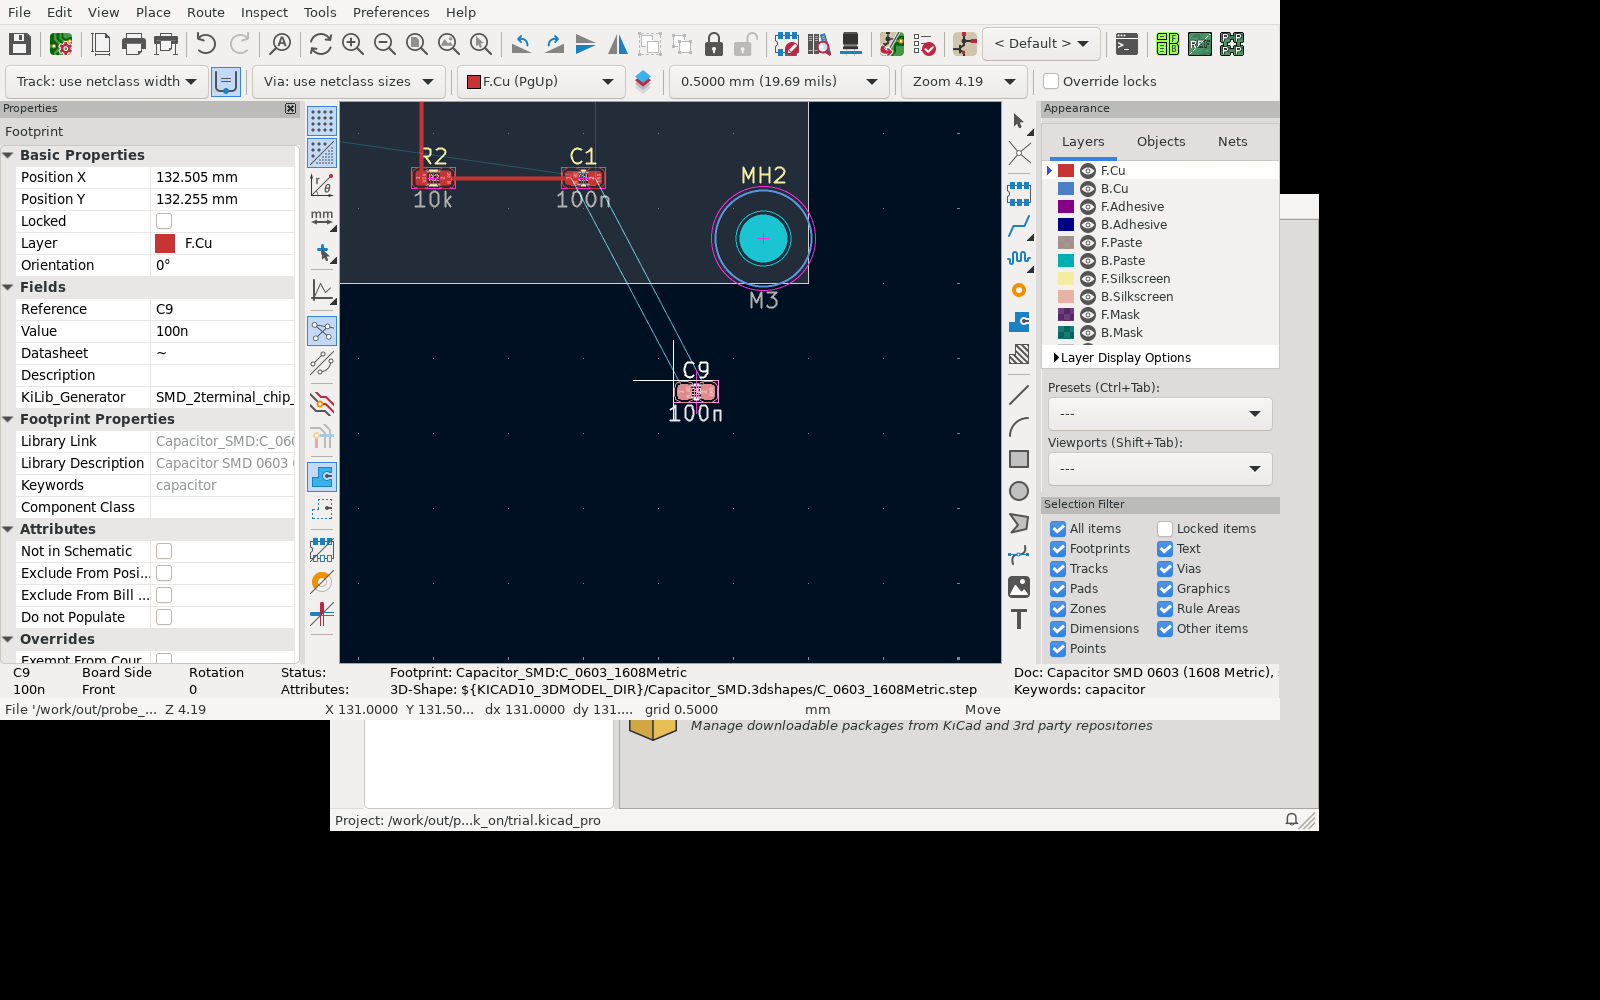 File Edit View Place Route Inspect Tools Preferences Help
< Default >
Track: use netclass width
Via: use netclass sizes
F.Cu (PgUp)
0.5000 mm (19.69 mils)
Zoom 4.19
Override locks
Properties
Footprint
Basic Properties
Position X 132.505 mm
Position Y 132.255 mm
Locked
Layer F.Cu
Orientation 0°
Fields
Reference C9
Value 100n
Datasheet ~
Description
KiLib_Generator SMD_2terminal_chip_
Footprint Properties
Library Link Capacitor_SMD:C_060
Library Description Capacitor SMD 0603 (
Keywords capacitor
Component Class
Attributes
Not in Schematic
Exclude From Posi...
Exclude From Bill ...
Do not Populate
Overrides
Exempt From Cour
mm
R2
10k
C1
100n
MH2
M3
C9
100n
Appearance
Layers Objects Nets
F.Cu
B.Cu
F.Adhesive
B.Adhesive
F.Paste
B.Paste
F.Silkscreen
B.Silkscreen
F.Mask
B.Mask
Layer Display Options
Presets (Ctrl+Tab):
---
Viewports (Shift+Tab):
---
Selection Filter
All items Locked items
Footprints Text
Tracks Vias
Pads Graphics
Zones Rule Areas
Dimensions Other items
Points
C9 Board Side Rotation Status: Footprint: Capacitor_SMD:C_0603_1608Metric Doc: Capacitor SMD 0603 (1608 Metric),
100n Front 0 Attributes: 3D-Shape: ${KICAD10_3DMODEL_DIR}/Capacitor_SMD.3dshapes/C_0603_1608Metric.step Keywords: capacitor
File '/work/out/probe_... Z 4.19 X 131.0000 Y 131.50... dx 131.0000 dy 131.... grid 0.5000 mm Move
Manage downloadable packages from KiCad and 3rd party repositories
Project: /work/out/p...k_on/trial.kicad_pro